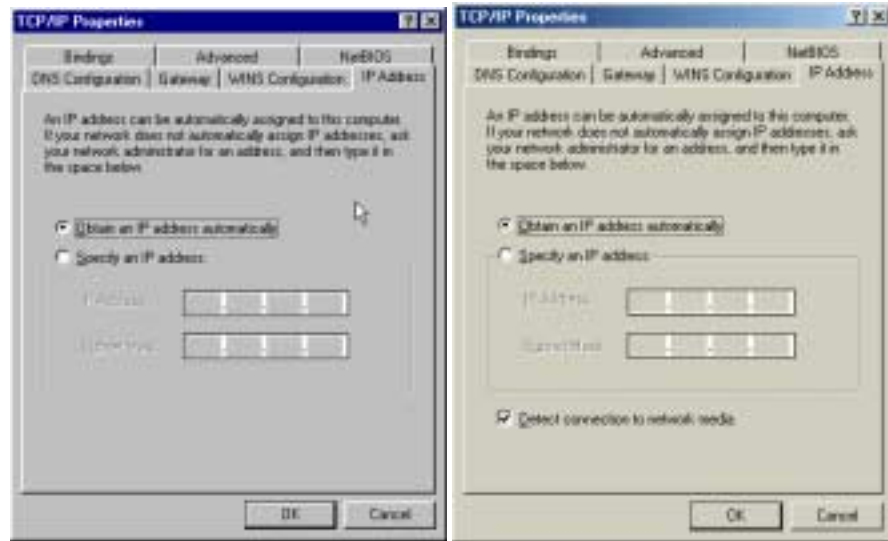 TCP/IP Properties
Bindings Advanced NetBIOS
DNS Configuration Gateway WINS Configuration IP Address
An IP address can be automatically assigned to this computer.
If your network does not automatically assign IP addresses, ask
your network administrator for an address, and then type it in
the space below.
Obtain an IP address automatically
Specify an IP address:
IP Address:
Subnet Mask:
OK Cancel
TCP/IP Properties
Bindings Advanced NetBIOS
DNS Configuration Gateway WINS Configuration IP Address
An IP address can be automatically assigned to this computer.
If your network does not automatically assign IP addresses, ask
your network administrator for an address, and then type it in
the space below.
Obtain an IP address automatically
Specify an IP address:
IP Address:
Subnet Mask:
Detect connection to network media
OK Cancel